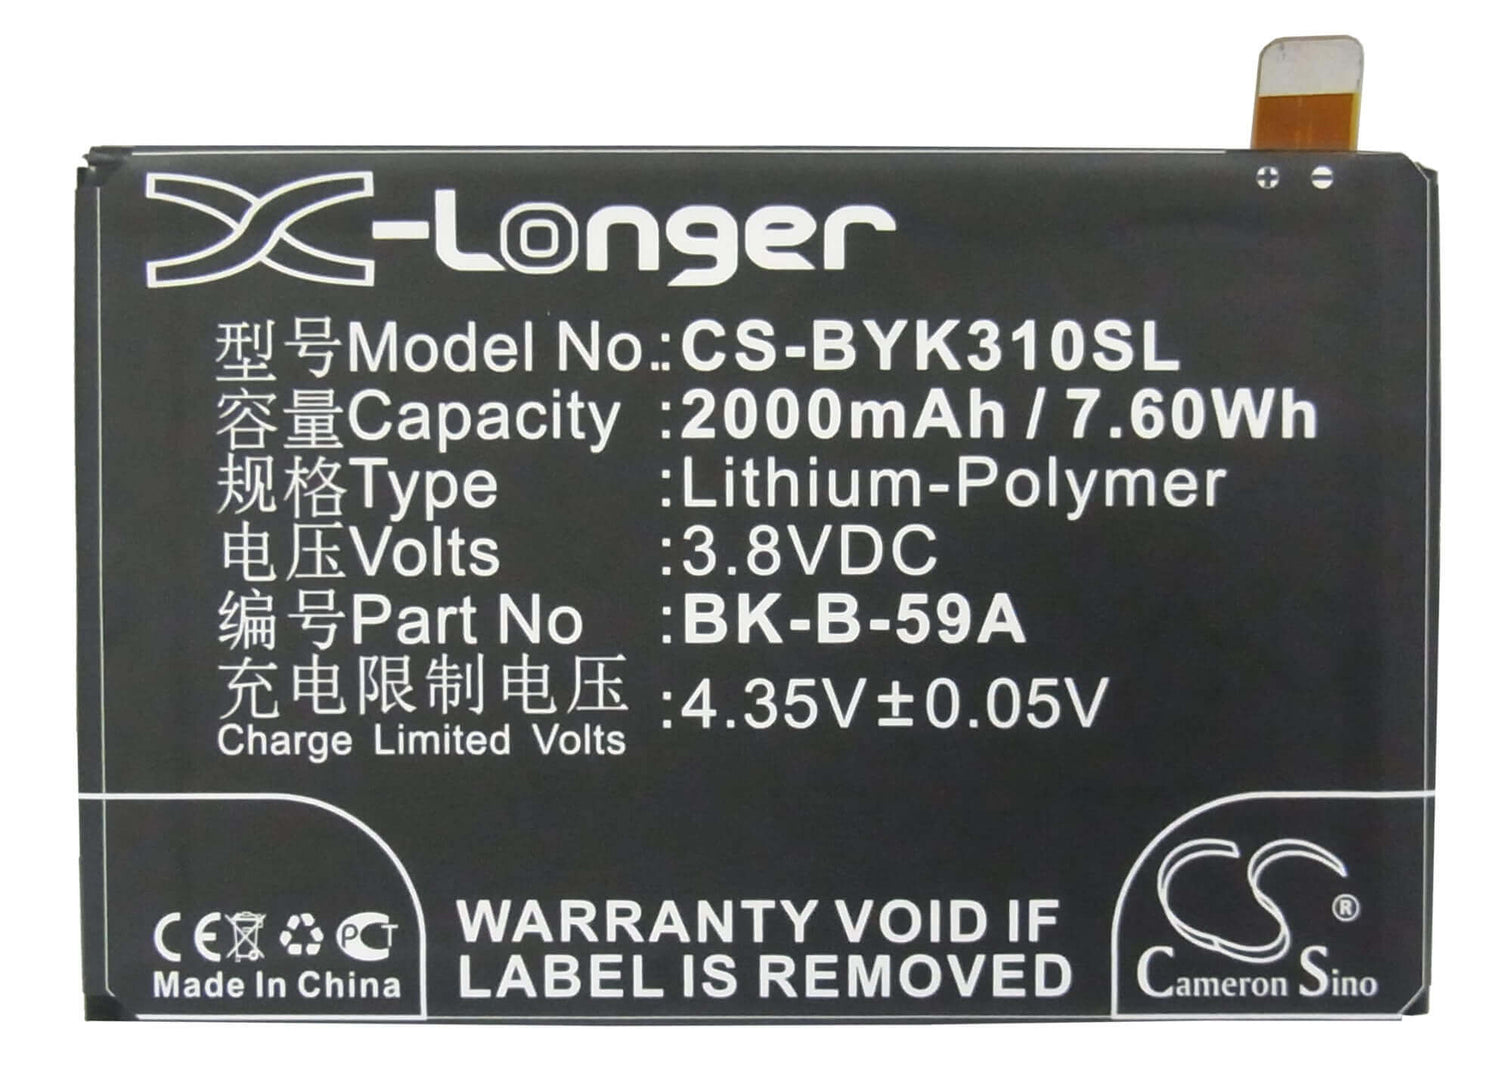 X-Longer
型号Model No.:CS-BYK310SL
容量Capacity :2000mAh / 7.60Wh
规格Type :Lithium-Polymer
电压Volts :3.8VDC
编号Part No :BK-B-59A
充电限制电压 :4.35V±0.05V
Charge Limited Volts
CE PCT
Made In China
WARRANTY VOID IF
LABEL IS REMOVED
CS ®
Cameron Sino